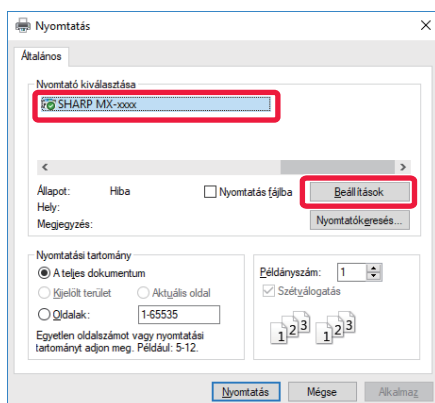 Nyomtatás
Általános
Nyomtató kiválasztása
SHARP MX-xxxx
Állapot: Hiba
Nyomtatás fájlba
Beállítások
Hely:
Megjegyzés:
Nyomtatókeresés...
Nyomtatási tartomány
A teljes dokumentum
Kijelölt terület
Aktuális oldal
Oldalak: 1-65535
Egyetlen oldalszámot vagy nyomtatási
tartományt adjon meg. Például: 5-12.
Példányszám: 1
Szétválogatás
1 2 3 1 2 3
Nyomtatás Mégse Alkalmaz